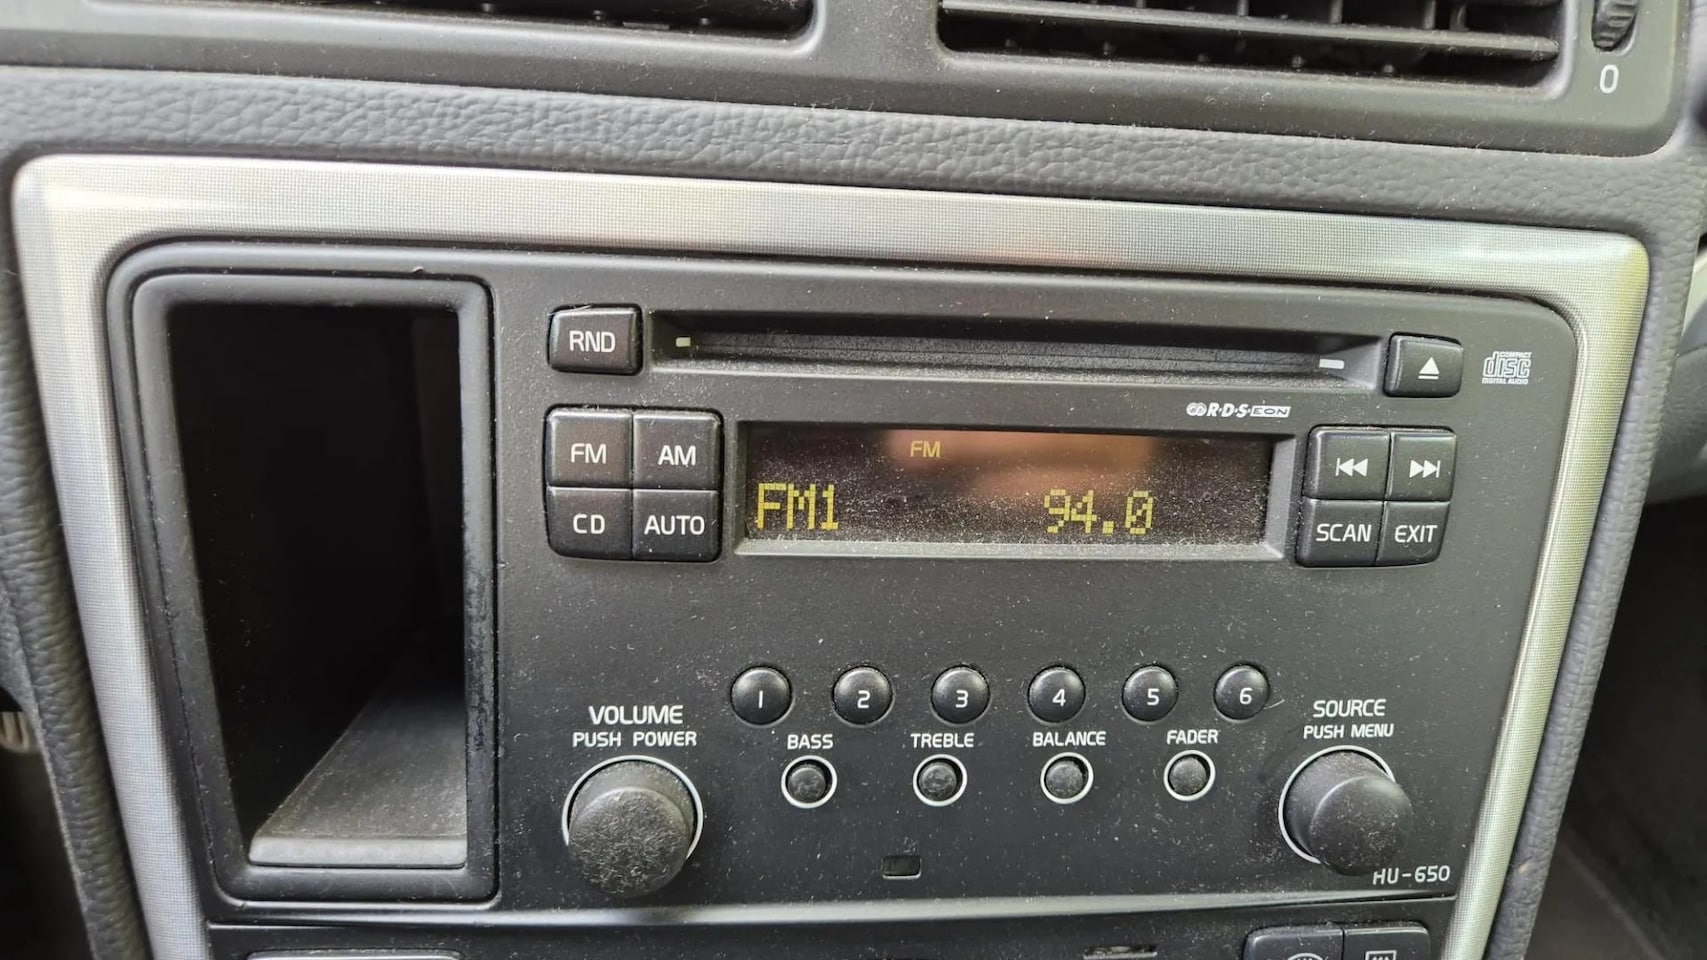 0
RND
COMPACT
disc
DIGITAL AUDIO
R·D·S EON
FM AM
CD AUTO
FM
FM1 94.0
SCAN EXIT
1 2 3 4 5 6
VOLUME
PUSH POWER
BASS TREBLE BALANCE FADER
SOURCE
PUSH MENU
HU-650